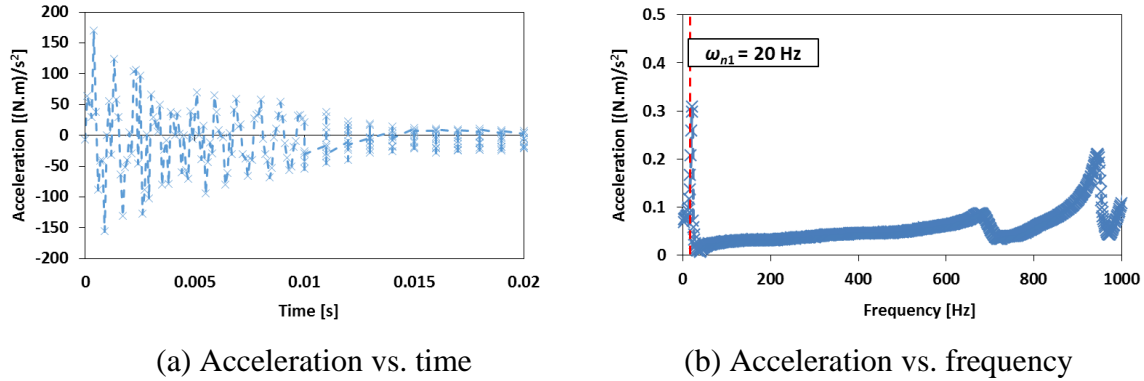 200
150
100
50
0
-50
-100
-150
-200
Acceleration [(N.m)/s²]
0 0.005 0.01 0.015 0.02
Time [s]
(a) Acceleration vs. time
0.5
0.4
0.3
0.2
0.1
0
Acceleration [(N.m)/s²]
ωn1 = 20 Hz
0 200 400 600 800 1000
Frequency [Hz]
(b) Acceleration vs. frequency